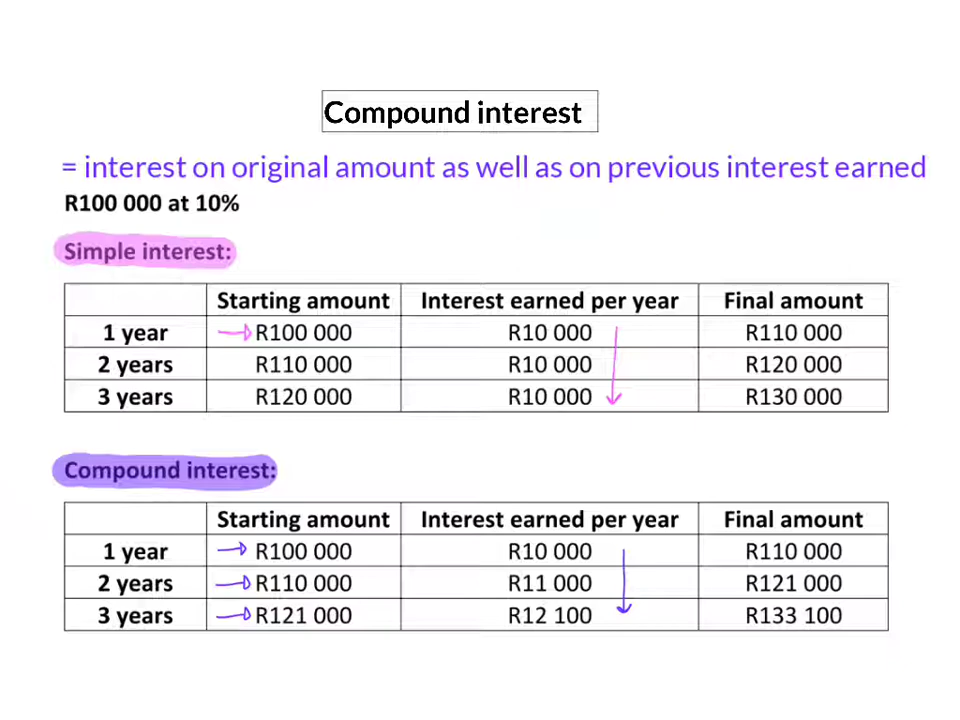 Compound interest
= interest on original amount as well as on previous interest earned
R100 000 at 10%
Simple interest:
Starting amount Interest earned per year Final amount
1 year R100 000 R10 000 R110 000
2 years R110 000 R10 000 R120 000
3 years R120 000 R10 000 R130 000
Compound interest:
Starting amount Interest earned per year Final amount
1 year R100 000 R10 000 R110 000
2 years R110 000 R11 000 R121 000
3 years R121 000 R12 100 R133 100